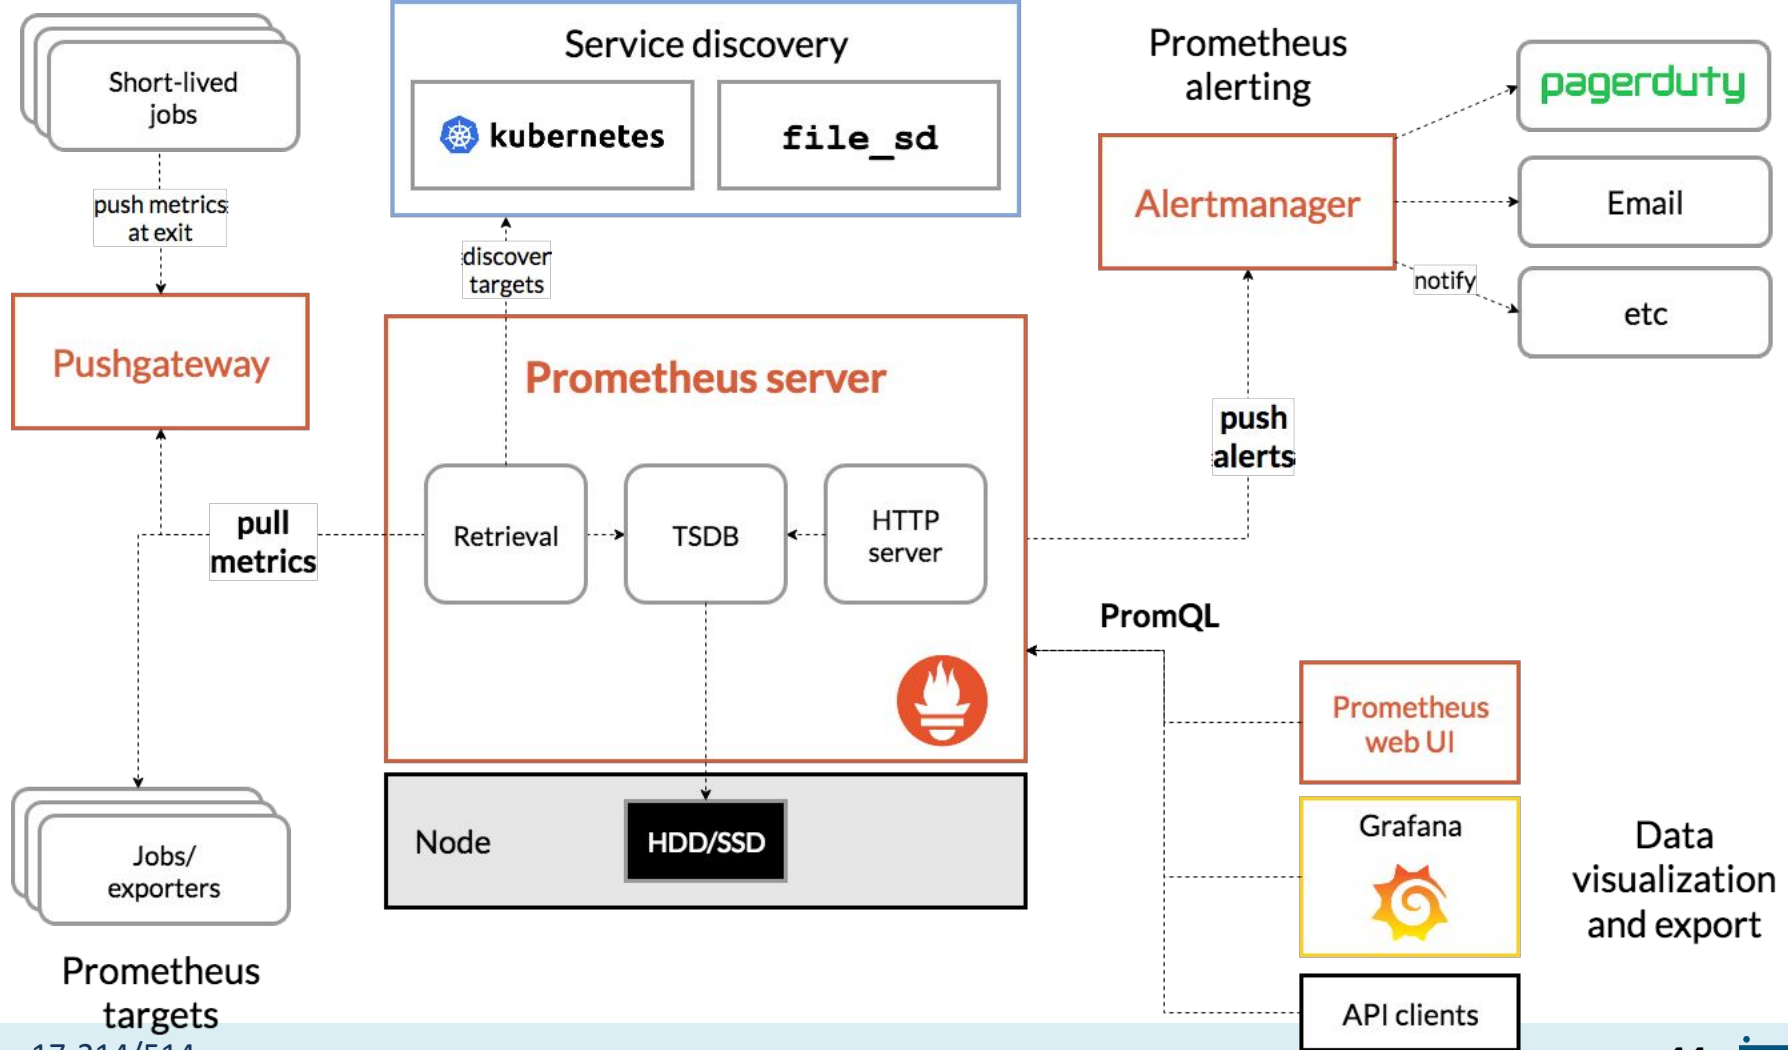 Short-lived
jobs
push metrics
at exit
Pushgateway
pull
metrics
Jobs/
exporters
Prometheus
targets
Service discovery
kubernetes
file_sd
discover
targets
Prometheus server
Retrieval
TSDB
HTTP
server
Node
HDD/SSD
Prometheus
alerting
Alertmanager
pagerduty
Email
notify
etc
push
alerts
PromQL
Prometheus
web UI
Grafana
API clients
Data
visualization
and export